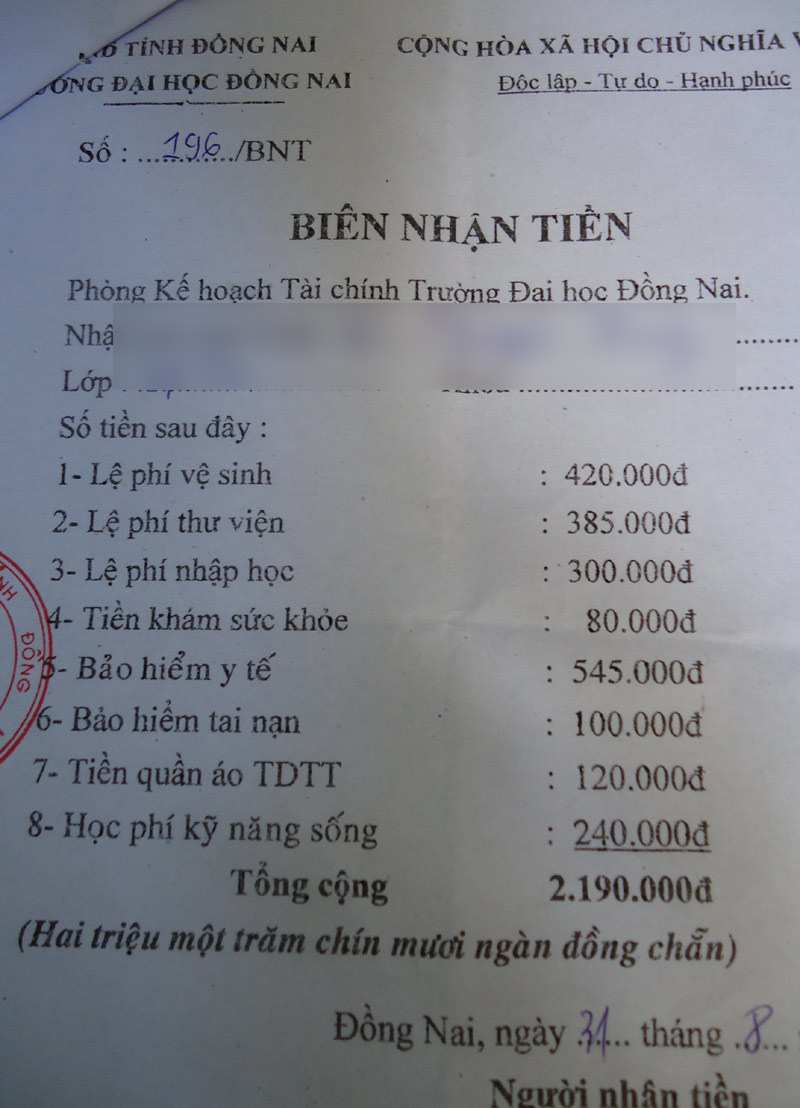 TỈNH ĐỒNG NAI
CỘNG HÒA XÃ HỘI CHỦ NGHĨA
ĐẠI HỌC ĐỒNG NAI
Độc lập - Tự do - Hạnh phúc
Số : ...196.../BNT
BIÊN NHẬN TIỀN
Phòng Kế hoạch Tài chính Trường Đại học Đồng Nai.
Lớp
Số tiền sau đây :
1- Lệ phí vệ sinh : 420.000đ
2- Lệ phí thư viện : 385.000đ
3- Lệ phí nhập học : 300.000đ
4- Tiền khám sức khỏe : 80.000đ
5- Bảo hiểm y tế : 545.000đ
6- Bảo hiểm tai nạn : 100.000đ
7- Tiền quần áo TDTT : 120.000đ
8- Học phí kỹ năng sống : 240.000đ
Tổng cộng 2.190.000đ
(Hai triệu một trăm chín mươi ngàn đồng chẵn)
Đồng Nai, ngày .31... tháng .8...
Người nhận tiền
ĐỒNG